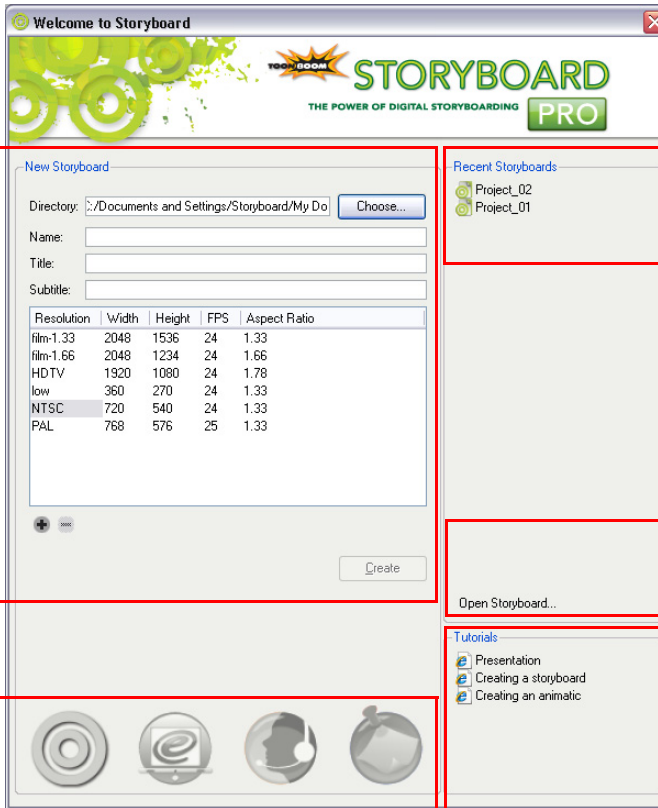 Welcome to Storyboard
TOON BOOM
STORYBOARD
THE POWER OF DIGITAL STORYBOARDING
PRO
New Storyboard
Directory: :/Documents and Settings/Storyboard/My Do Choose...
Name:
Title:
Subtitle:
Resolution Width Height FPS Aspect Ratio
film-1.33 2048 1536 24 1.33
film-1.66 2048 1234 24 1.66
HDTV 1920 1080 24 1.78
low 360 270 24 1.33
NTSC 720 540 24 1.33
PAL 768 576 25 1.33
Create
Recent Storyboards
Project_02
Project_01
Open Storyboard...
Tutorials
Presentation
Creating a storyboard
Creating an animatic